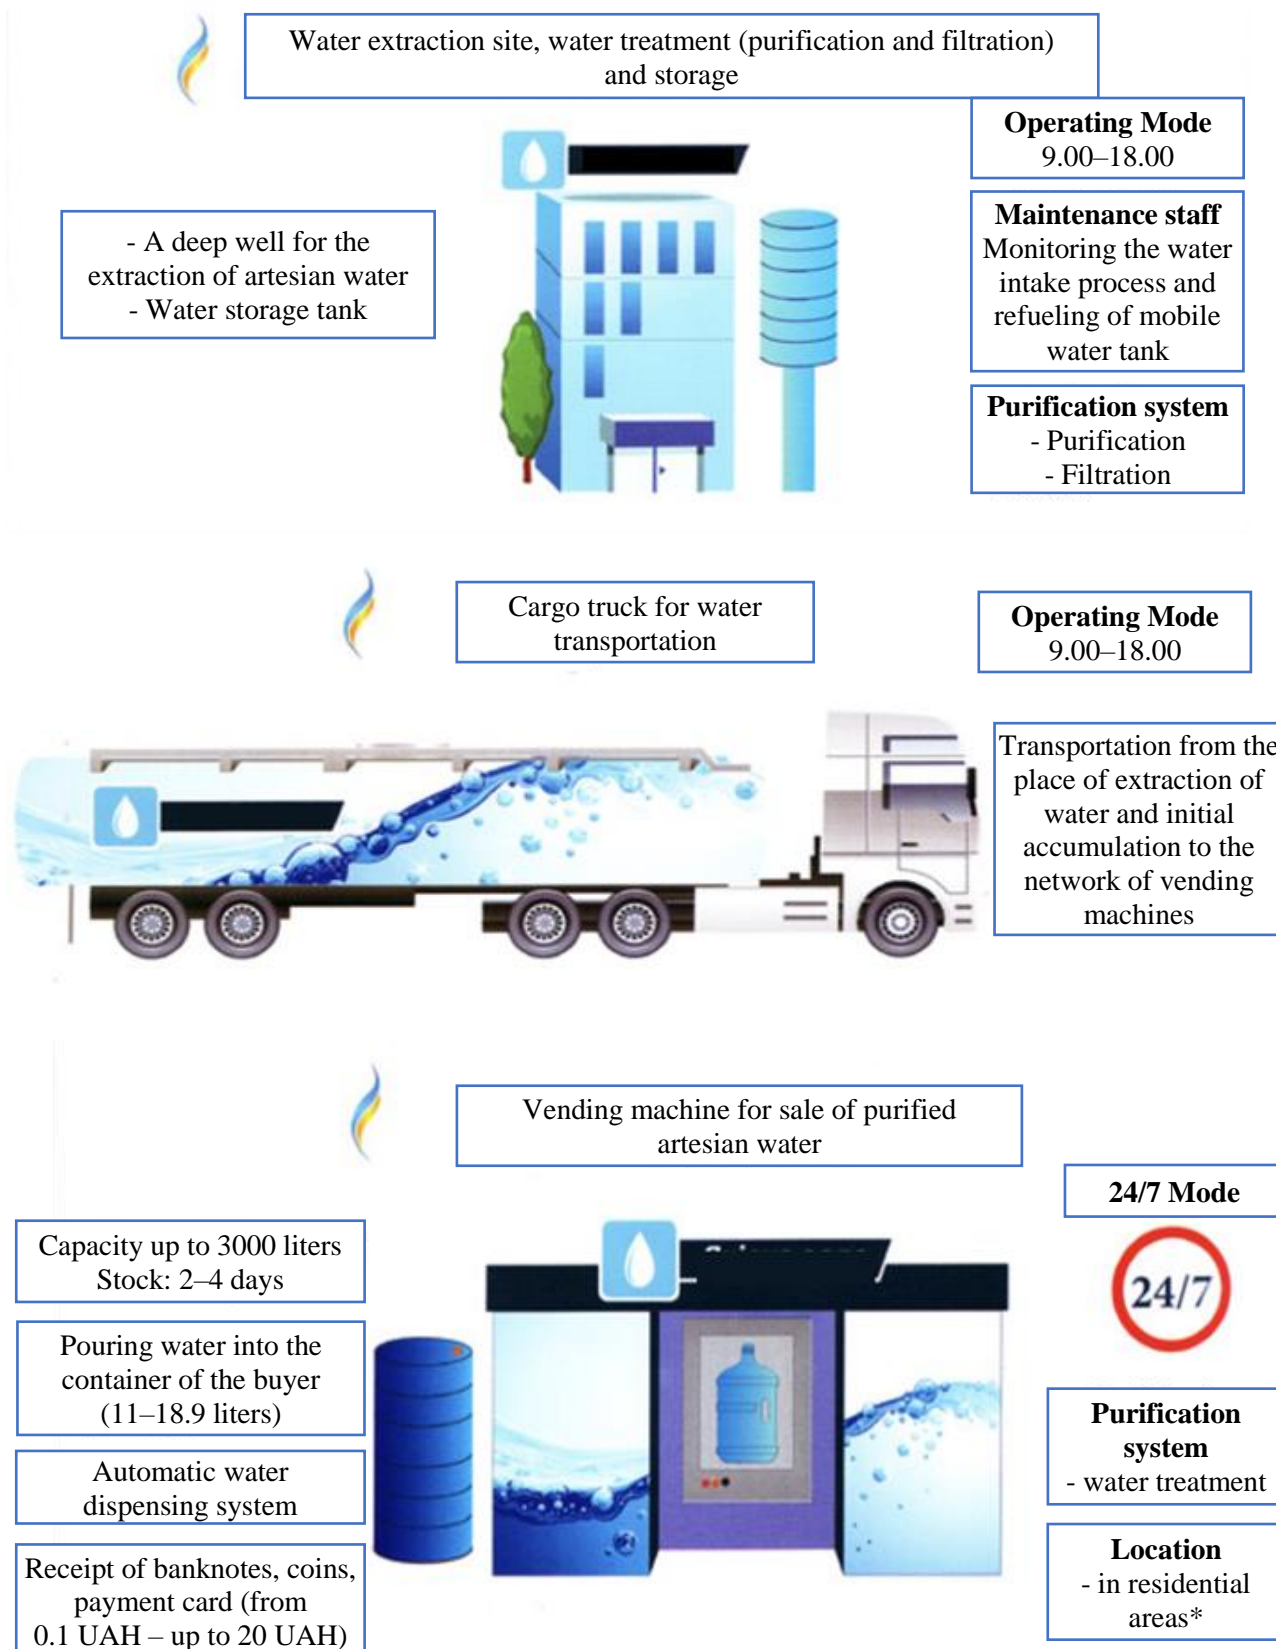 Water extraction site, water treatment (purification and filtration)
and storage
Operating Mode
9.00–18.00
- A deep well for the
extraction of artesian water
- Water storage tank
Maintenance staff
Monitoring the water
intake process and
refueling of mobile
water tank
Purification system
- Purification
- Filtration
Cargo truck for water
transportation
Operating Mode
9.00–18.00
Transportation from the
place of extraction of
water and initial
accumulation to the
network of vending
machines
Vending machine for sale of purified
artesian water
24/7 Mode
24/7
Capacity up to 3000 liters
Stock: 2–4 days
Pouring water into the
container of the buyer
(11–18.9 liters)
Automatic water
dispensing system
Receipt of banknotes, coins,
payment card (from
0.1 UAH – up to 20 UAH)
Purification
system
- water treatment
Location
- in residential
areas*